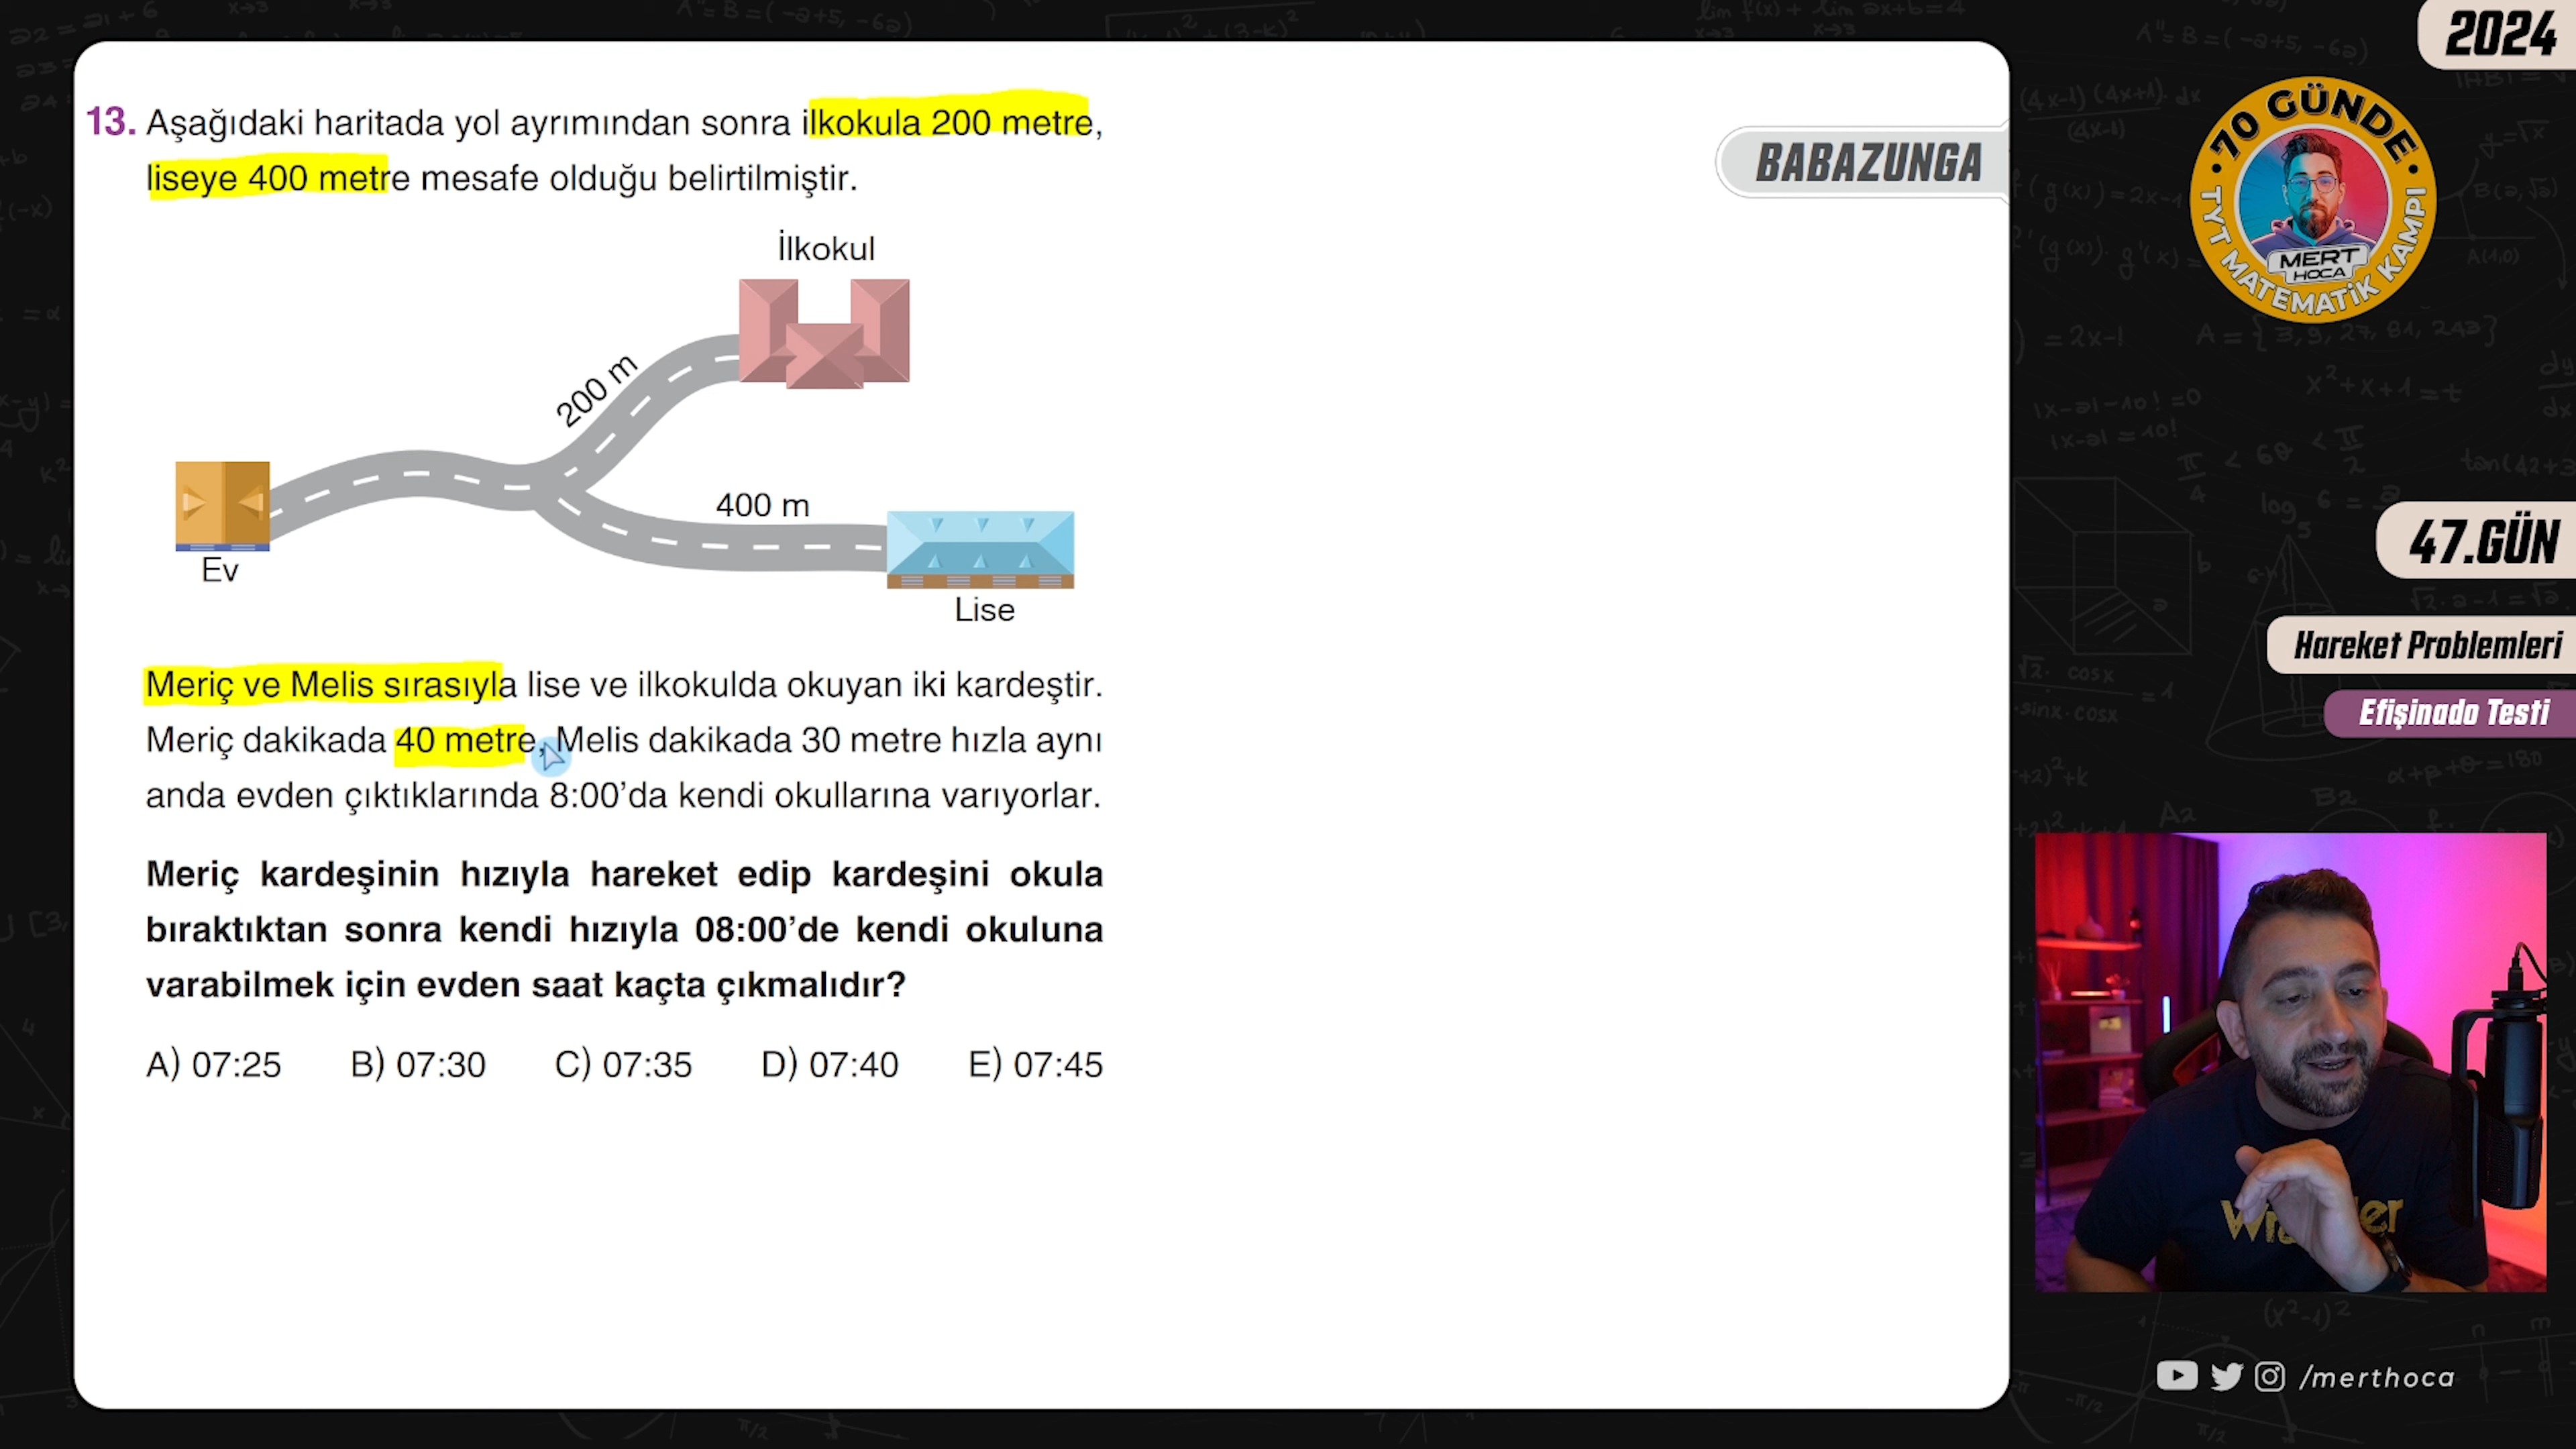 2024
70 GÜNDE
TYT MATEMATİK KAMPI
MERT
HOCA
BABAZUNGA
13. Aşağıdaki haritada yol ayrımından sonra ilkokula 200 metre,
liseye 400 metre mesafe olduğu belirtilmiştir.
İlkokul
200 m
400 m
Ev
Lise
Meriç ve Melis sırasıyla lise ve ilkokulda okuyan iki kardeştir.
Meriç dakikada 40 metre, Melis dakikada 30 metre hızla aynı
anda evden çıktıklarında 8:00’da kendi okullarına varıyorlar.
Meriç kardeşinin hızıyla hareket edip kardeşini okula
bıraktıktan sonra kendi hızıyla 08:00’de kendi okuluna
varabilmek için evden saat kaçta çıkmalıdır?
A) 07:25 B) 07:30 C) 07:35 D) 07:40 E) 07:45
47.GÜN
Hareket Problemleri
Efişinado Testi
/merthoca